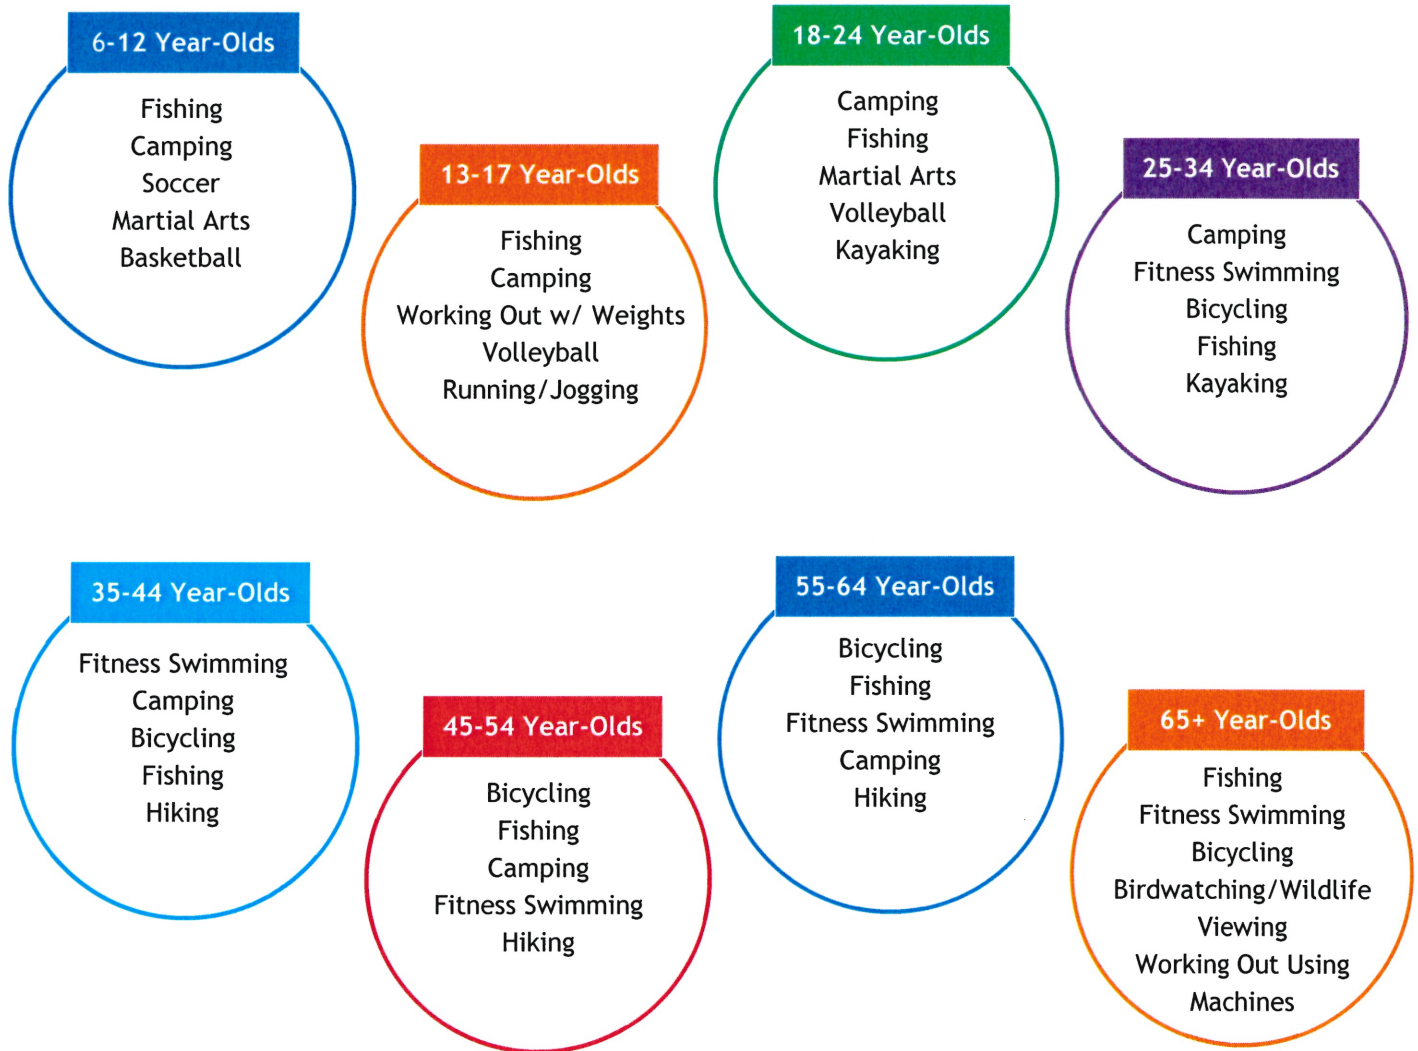 6-12 Year-Olds
Fishing
Camping
Soccer
Martial Arts
Basketball
13-17 Year-Olds
Fishing
Camping
Working Out w/ Weights
Volleyball
Running/Jogging
18-24 Year-Olds
Camping
Fishing
Martial Arts
Volleyball
Kayaking
25-34 Year-Olds
Camping
Fitness Swimming
Bicycling
Fishing
Kayaking
35-44 Year-Olds
Fitness Swimming
Camping
Bicycling
Fishing
Hiking
45-54 Year-Olds
Bicycling
Fishing
Camping
Fitness Swimming
Hiking
55-64 Year-Olds
Bicycling
Fishing
Fitness Swimming
Camping
Hiking
65+ Year-Olds
Fishing
Fitness Swimming
Bicycling
Birdwatching/Wildlife
Viewing
Working Out Using
Machines